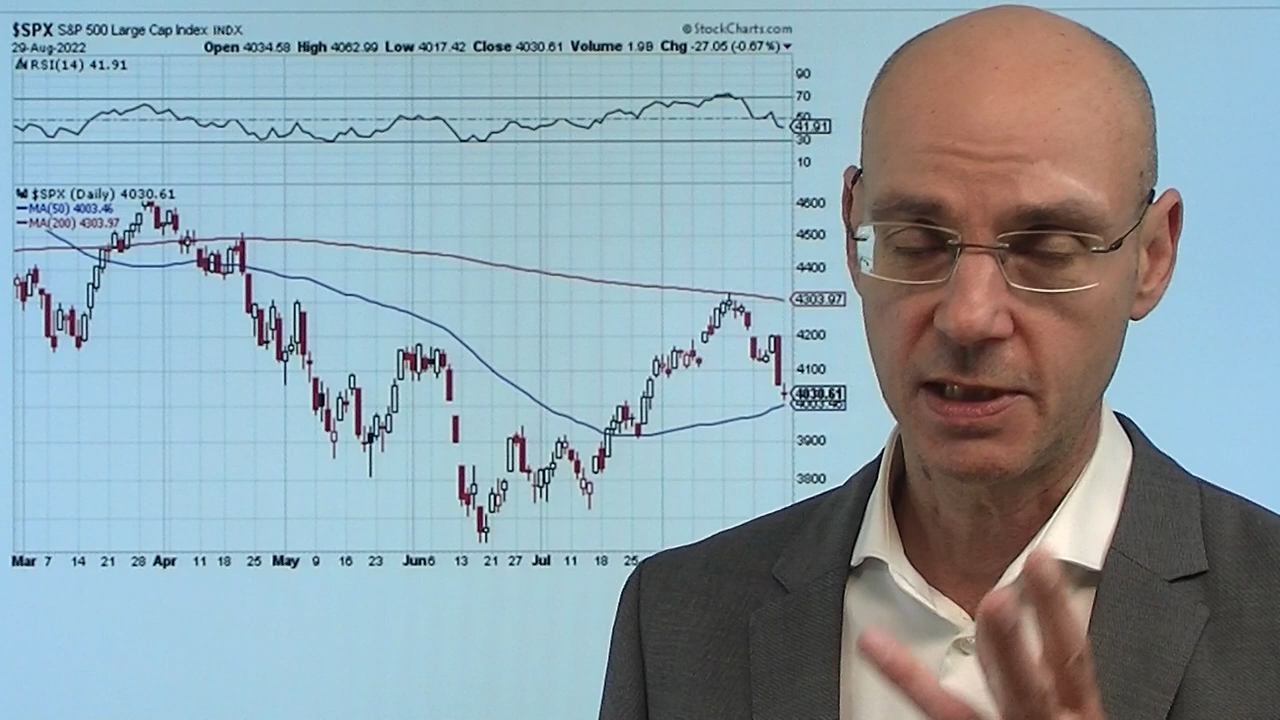 $SPX S&P 500 Large Cap Index INDX
© StockCharts.com
29-Aug-2022
Open 4034.58 High 4062.99 Low 4017.42 Close 4030.61 Volume 1.9B Chg -27.05 (-0.67%)
RSI(14) 41.91
90
70
50
41.91
30
10
$SPX (Daily) 4030.61
MA(50) 4003.46
MA(200) 4303.97
4600
4500
4400
4303.97
4200
4100
4030.61
4003.46
3900
3800
Mar 7 14 21 28 Apr 11 18 25 May 9 16 23 Jun 6 13 21 27 Jul 11 18 25